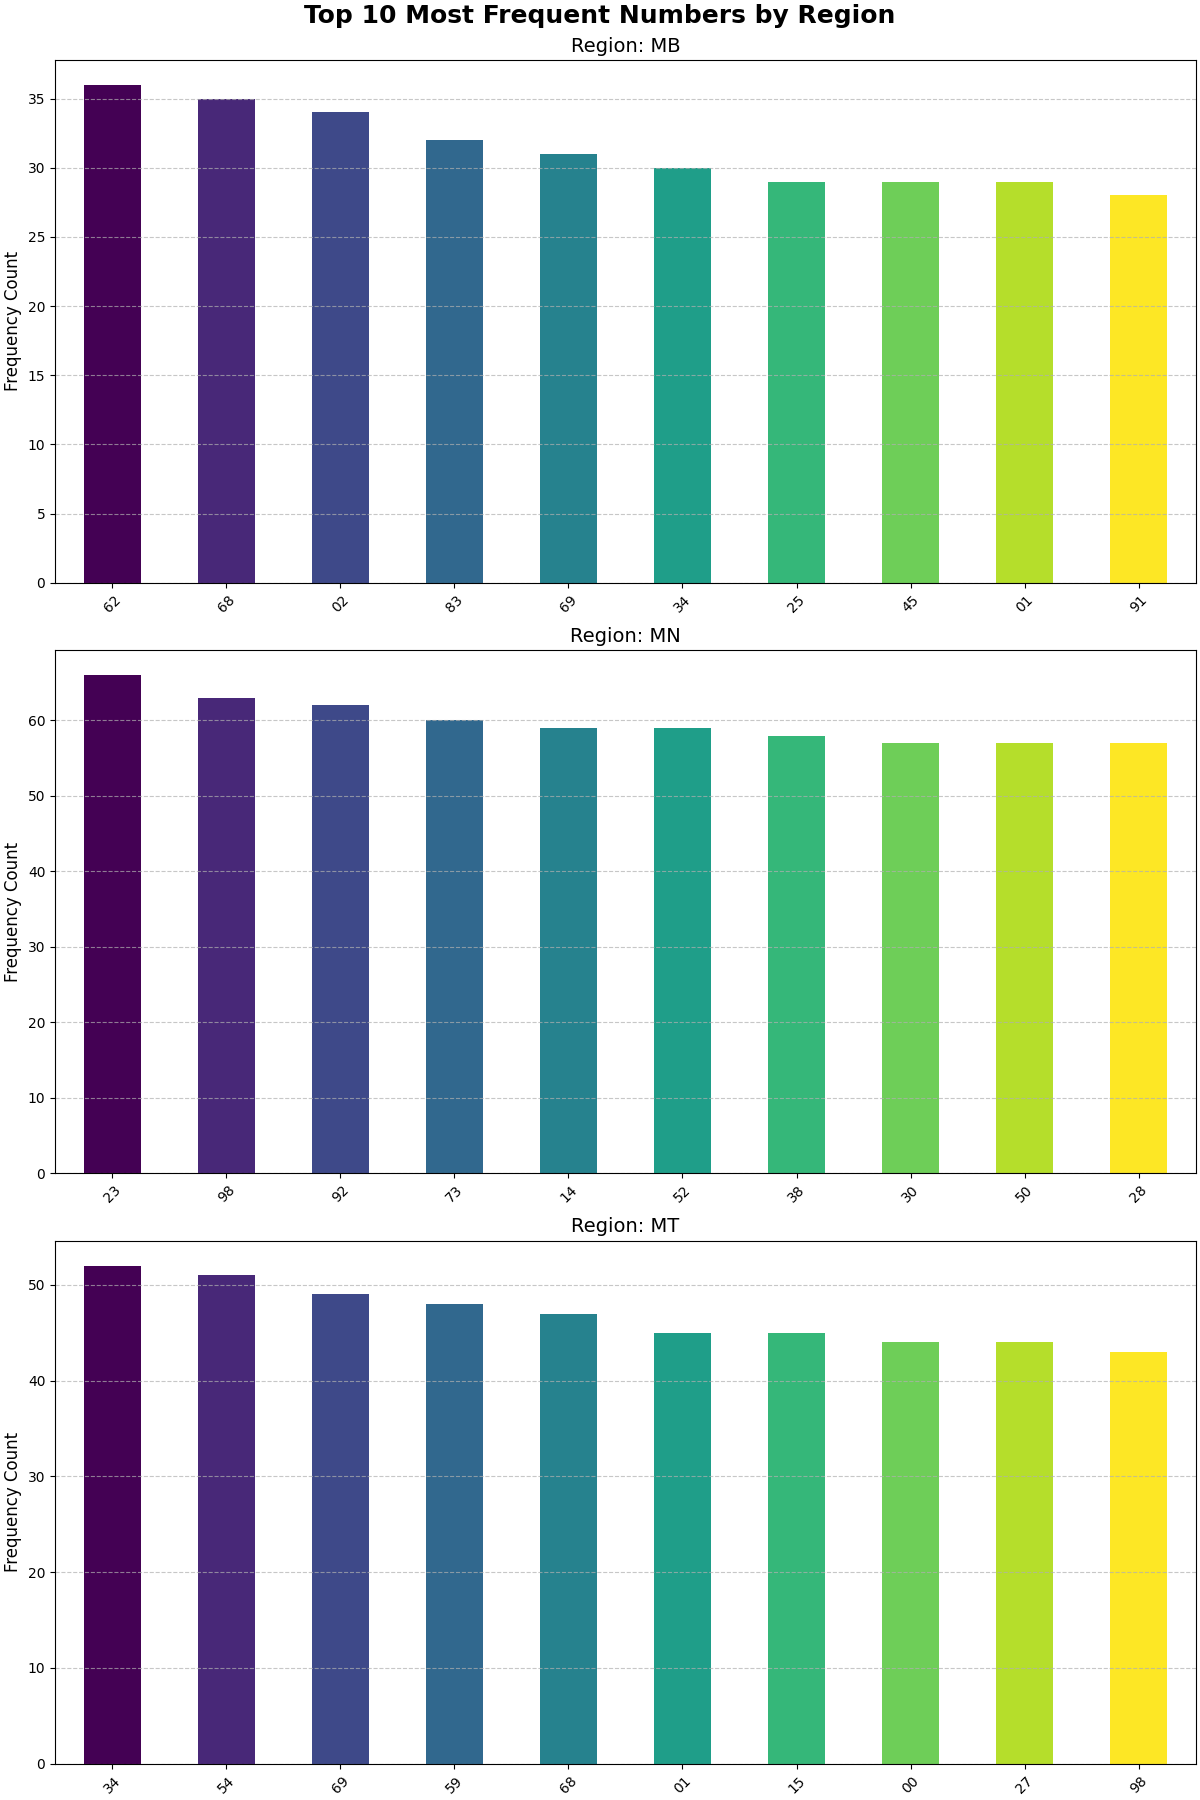 Top 10 Most Frequent Numbers by Region
Region: MB
Frequency Count
35
30
25
20
15
10
5
0
62 68 02 83 69 34 25 45 01 91
Region: MN
Frequency Count
60
50
40
30
20
10
0
23 98 92 73 14 52 38 30 50 28
Region: MT
Frequency Count
50
40
30
20
10
0
34 54 69 59 68 01 15 00 27 98